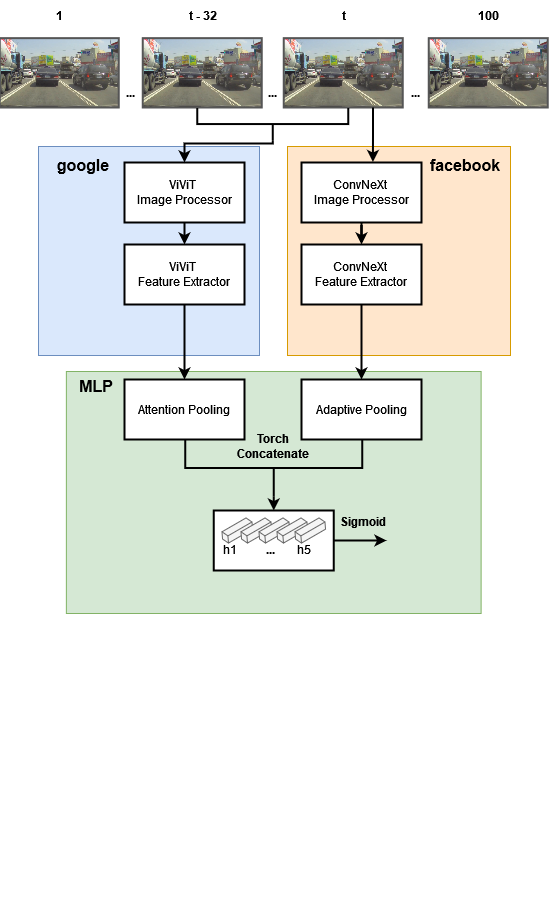 1
t - 32
t
100
...
...
...
google
facebook
ViViT
Image Processor
ConvNeXt
Image Processor
ViViT
Feature Extractor
ConvNeXt
Feature Extractor
MLP
Attention Pooling
Adaptive Pooling
Torch
Concatenate
Sigmoid
h1
...
h5